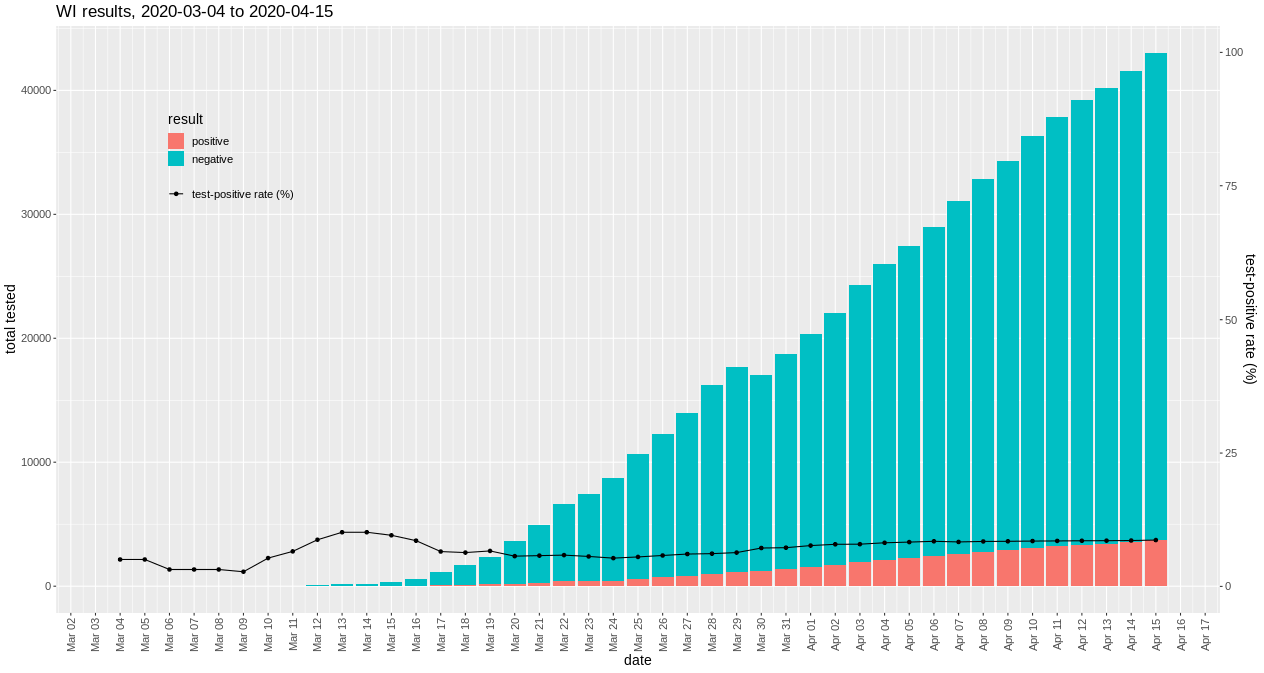 WI results, 2020-03-04 to 2020-04-15
total tested
40000
30000
20000
10000
0
result
positive
negative
test-positive rate (%)
100
75
50
25
0
test-positive rate (%)
Mar 02
Mar 03
Mar 04
Mar 05
Mar 06
Mar 07
Mar 08
Mar 09
Mar 10
Mar 11
Mar 12
Mar 13
Mar 14
Mar 15
Mar 16
Mar 17
Mar 18
Mar 19
Mar 20
Mar 21
Mar 22
Mar 23
Mar 24
Mar 25
Mar 26
Mar 27
Mar 28
Mar 29
Mar 30
Mar 31
Apr 01
Apr 02
Apr 03
Apr 04
Apr 05
Apr 06
Apr 07
Apr 08
Apr 09
Apr 10
Apr 11
Apr 12
Apr 13
Apr 14
Apr 15
Apr 16
Apr 17
date